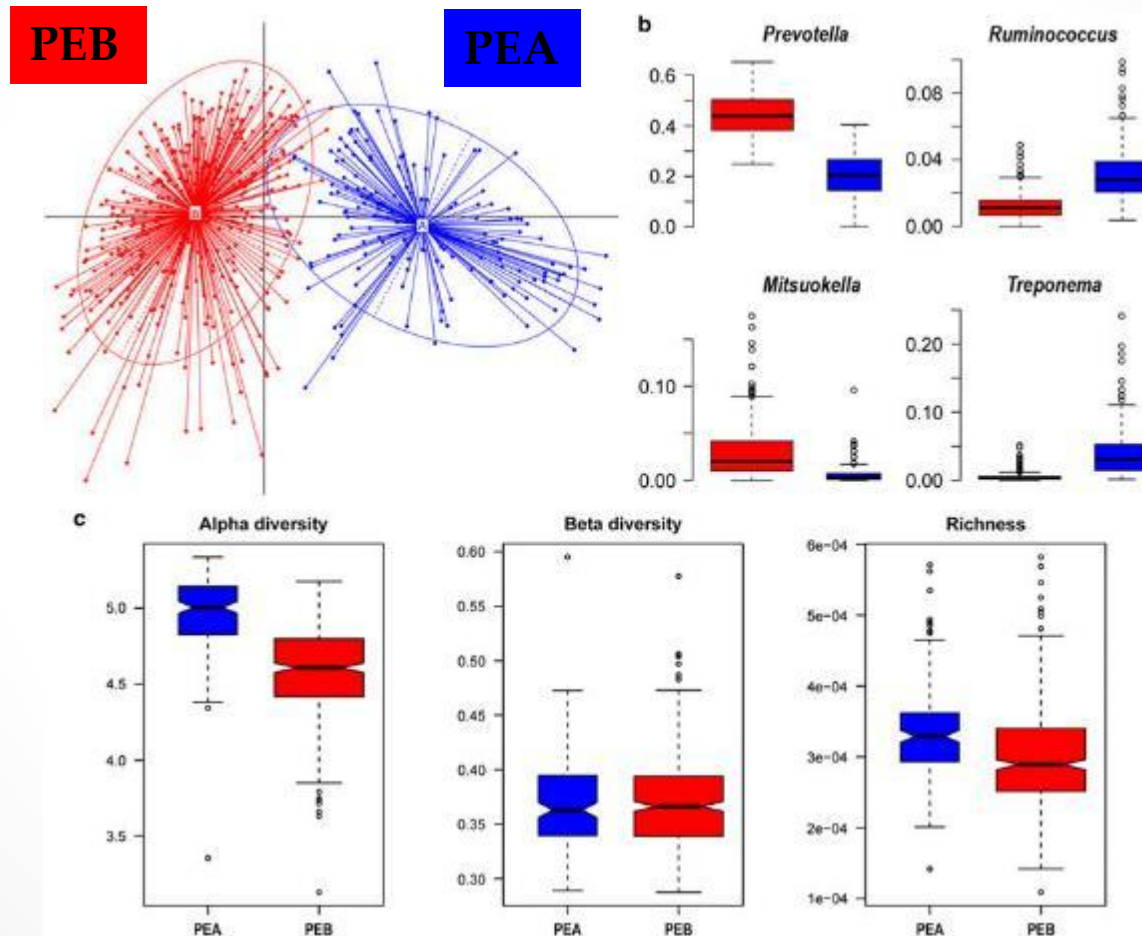 PEB
PEA
B
A
b
Prevotella
0.6
0.4
0.2
0.0
Ruminococcus
0.08
0.04
0.00
Mitsuokella
0.10
0.00
Treponema
0.20
0.10
0.00
c
Alpha diversity
5.0
4.5
4.0
3.5
PEA PEB
Beta diversity
0.60
0.55
0.50
0.45
0.40
0.35
0.30
PEA PEB
Richness
6e−04
5e−04
4e−04
3e−04
2e−04
1e−04
PEA PEB